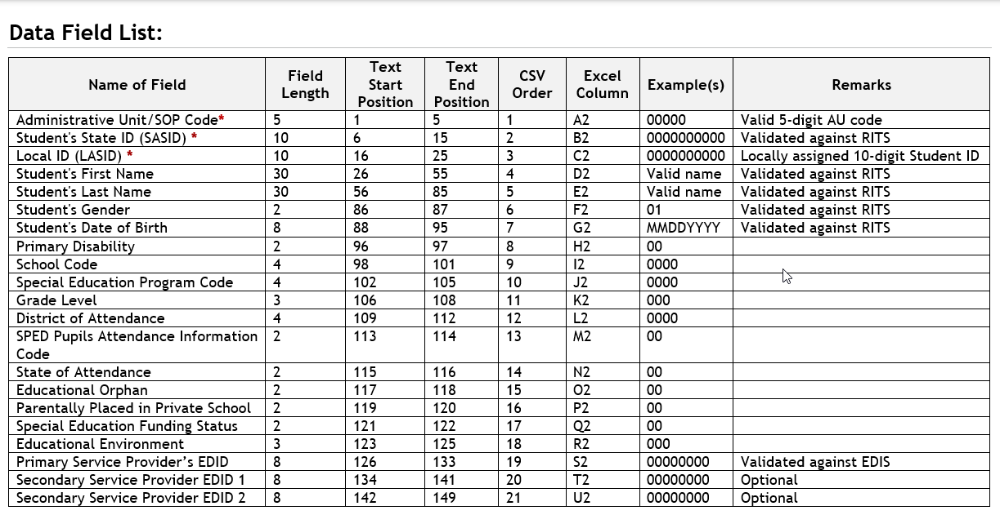 Data Field List:
Name of Field Field Length Text Start Position Text End Position CSV Order Excel Column Example(s) Remarks
Administrative Unit/SOP Code* 5 1 5 1 A2 00000 Valid 5-digit AU code
Student's State ID (SASID) * 10 6 15 2 B2 0000000000 Validated against RITS
Local ID (LASID) * 10 16 25 3 C2 0000000000 Locally assigned 10-digit Student ID
Student's First Name 30 26 55 4 D2 Valid name Validated against RITS
Student's Last Name 30 56 85 5 E2 Valid name Validated against RITS
Student's Gender 2 86 87 6 F2 01 Validated against RITS
Student's Date of Birth 8 88 95 7 G2 MMDDYYYY Validated against RITS
Primary Disability 2 96 97 8 H2 00
School Code 4 98 101 9 I2 0000
Special Education Program Code 4 102 105 10 J2 0000
Grade Level 3 106 108 11 K2 000
District of Attendance 4 109 112 12 L2 0000
SPED Pupils Attendance Information Code 2 113 114 13 M2 00
State of Attendance 2 115 116 14 N2 00
Educational Orphan 2 117 118 15 O2 00
Parentally Placed in Private School 2 119 120 16 P2 00
Special Education Funding Status 2 121 122 17 Q2 00
Educational Environment 3 123 125 18 R2 000
Primary Service Provider’s EDID 8 126 133 19 S2 00000000 Validated against EDIS
Secondary Service Provider EDID 1 8 134 141 20 T2 00000000 Optional
Secondary Service Provider EDID 2 8 142 149 21 U2 00000000 Optional